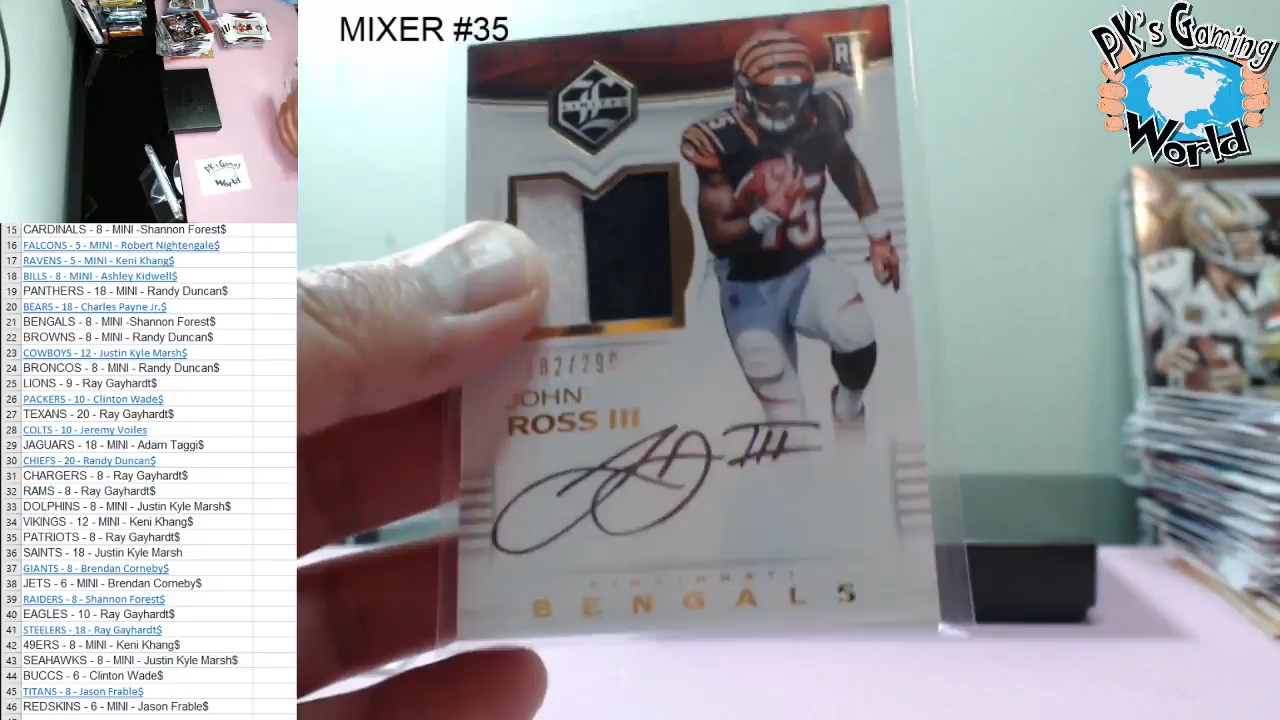 MIXER #35
PK's Gaming
World
PK's Gaming
World
R
LIMITED
15
82/299
JOHN
ROSS III
III
CINCINNATI
BENGALS
15 CARDINALS - 8 - MINI -Shannon Forest$
16 FALCONS - 5 - MINI - Robert Nightengale$
17 RAVENS - 5 - MINI - Keni Khang$
18 BILLS - 8 - MINI - Ashley Kidwell$
19 PANTHERS - 18 - MINI - Randy Duncan$
20 BEARS - 18 - Charles Payne Jr.$
21 BENGALS - 8 - MINI -Shannon Forest$
22 BROWNS - 8 - MINI - Randy Duncan$
23 COWBOYS - 12 - Justin Kyle Marsh$
24 BRONCOS - 8 - MINI - Randy Duncan$
25 LIONS - 9 - Ray Gayhardt$
26 PACKERS - 10 - Clinton Wade$
27 TEXANS - 20 - Ray Gayhardt$
28 COLTS - 10 - Jeremy Voiles
29 JAGUARS - 18 - MINI - Adam Taggi$
30 CHIEFS - 20 - Randy Duncan$
31 CHARGERS - 8 - Ray Gayhardt$
32 RAMS - 8 - Ray Gayhardt$
33 DOLPHINS - 8 - MINI - Justin Kyle Marsh$
34 VIKINGS - 12 - MINI - Keni Khang$
35 PATRIOTS - 8 - Ray Gayhardt$
36 SAINTS - 18 - Justin Kyle Marsh
37 GIANTS - 8 - Brendan Corneby$
38 JETS - 6 - MINI - Brendan Corneby$
39 RAIDERS - 8 - Shannon Forest$
40 EAGLES - 10 - Ray Gayhardt$
41 STEELERS - 18 - Ray Gayhardt$
42 49ERS - 8 - MINI - Keni Khang$
43 SEAHAWKS - 8 - MINI - Justin Kyle Marsh$
44 BUCCS - 6 - Clinton Wade$
45 TITANS - 8 - Jason Frable$
46 REDSKINS - 6 - MINI - Jason Frable$